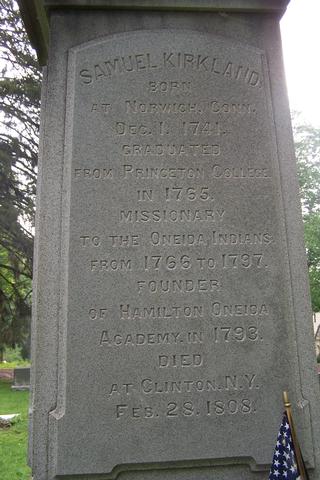 SAMUEL KIRKLAND,
BORN
AT NORWICH, CONN.
DEC. 1. 1741.
GRADUATED
FROM PRINCETON COLLEGE
IN 1765.
MISSIONARY
TO THE ONEIDA INDIANS
FROM 1766 TO 1797.
FOUNDER
OF HAMILTON ONEIDA
ACADEMY, IN 1793.
DIED
AT CLINTON, N.Y.
FEB. 28. 1808.